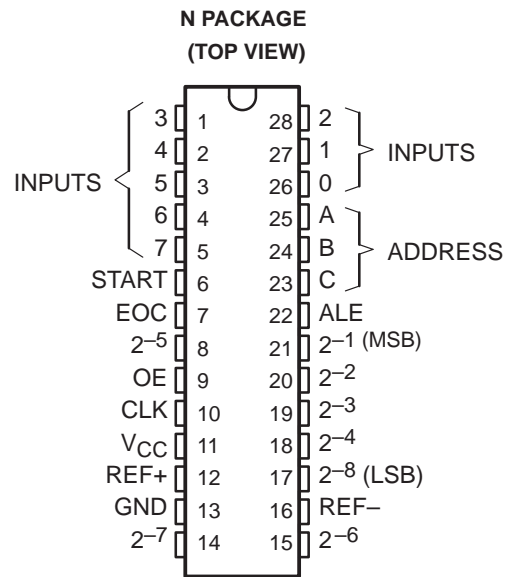 N PACKAGE
(TOP VIEW)
3 1 28 2
4 2 27 1
INPUTS 5 3 26 0 INPUTS
6 4 25 A
7 5 24 B ADDRESS
START 6 23 C
EOC 7 22 ALE
2–5 8 21 2–1 (MSB)
OE 9 20 2–2
CLK 10 19 2–3
VCC 11 18 2–4
REF+ 12 17 2–8 (LSB)
GND 13 16 REF–
2–7 14 15 2–6